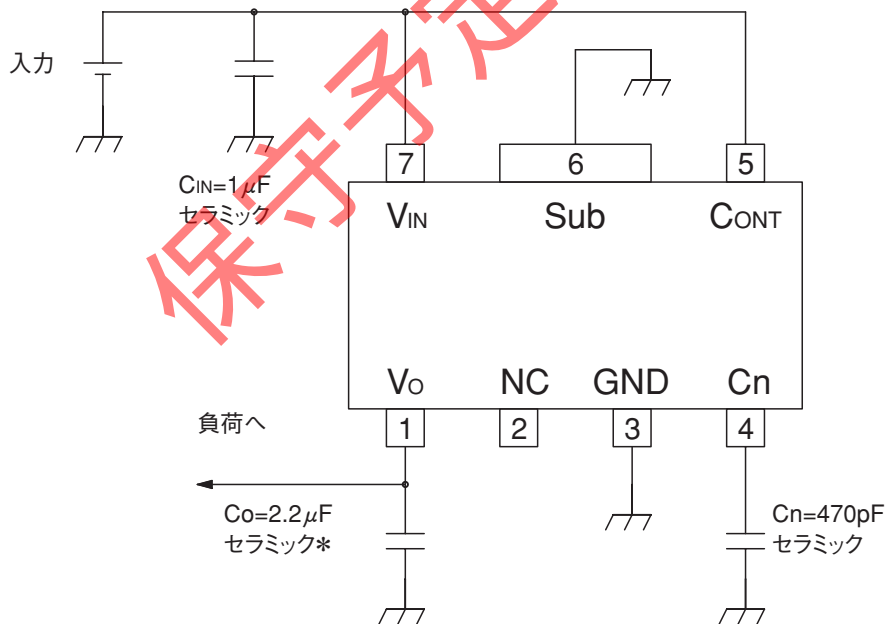 保守予定
入力
CIN=1μF
セラミック
7
6
5
VIN
Sub
CONT
VO
NC
GND
Cn
1
2
3
4
負荷へ
Co=2.2μF
セラミック*
Cn=470pF
セラミック